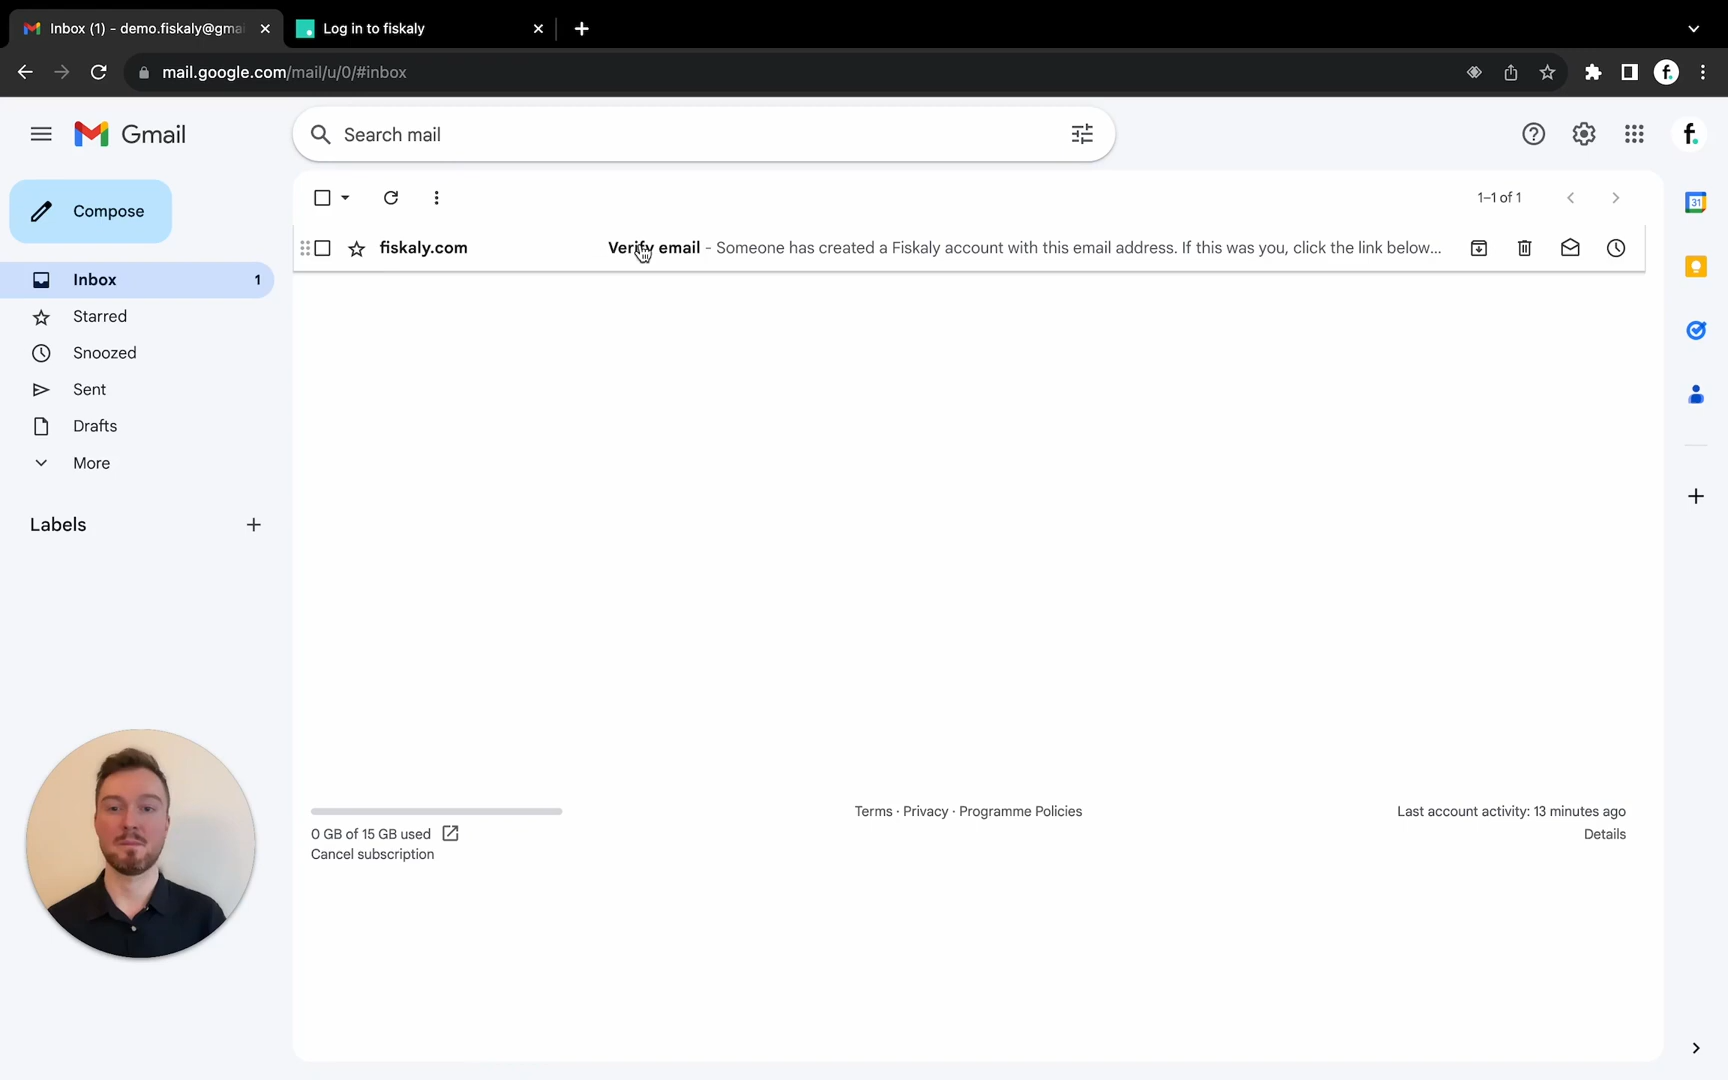 Inbox (1) - demo.fiskaly@gmai
Log in to fiskaly
mail.google.com/mail/u/0/#inbox
Gmail
Search mail
f.
Compose
1–1 of 1
31
fiskaly.com
Verify email - Someone has created a Fiskaly account with this email address. If this was you, click the link below...
Inbox
1
Starred
Snoozed
Sent
Drafts
More
Labels
0 GB of 15 GB used
Cancel subscription
Terms · Privacy · Programme Policies
Last account activity: 13 minutes ago
Details